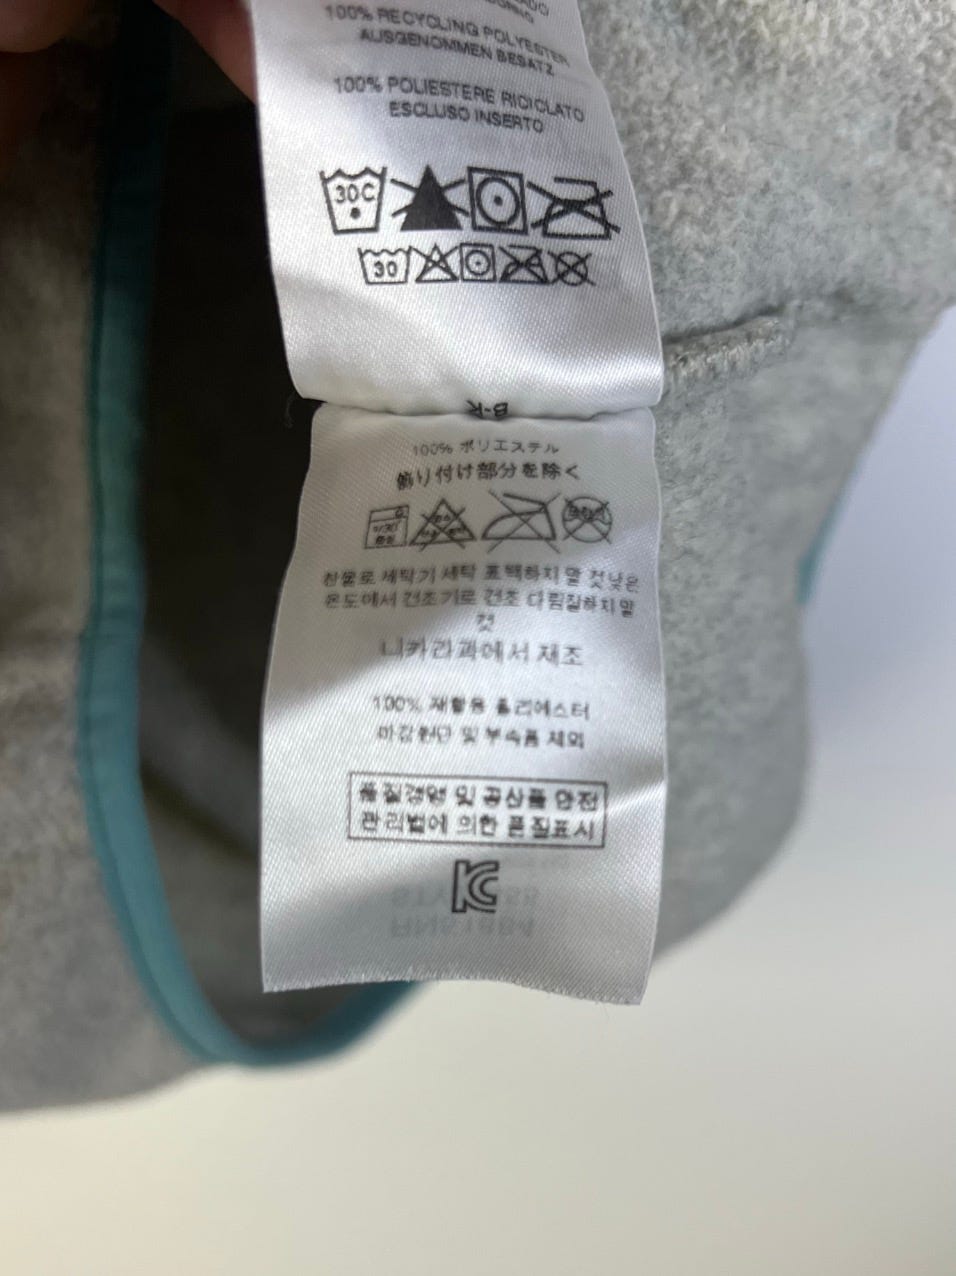 100% RECYCLING POLYESTER
AUSGENOMMEN BESATZ
100% POLIESTERE RICICLATO
ESCLUSO INSERTO
30C
30
B-K
100% ポリエステル
飾り付け部分を除く
찬물로 세탁기 세탁 표백하지 말 것 낮은
온도에서 건조기로 건조 다림질하지 말
것
니카라과에서 재조
100% 재활용 폴리에스터
마감원단 및 부속품 제외
품질경영 및 공산품 안전
관리법에 의한 품질표시